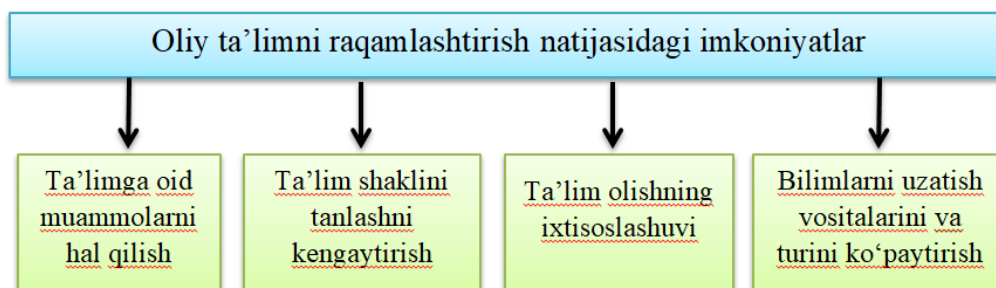 Oliy ta’limni raqamlashtirish natijasidagi imkoniyatlar
Ta’limga oid
muammolarni
hal qilish
Ta’lim shaklini
tanlashni
kengaytirish
Ta’lim olishning
ixtisoslashuvi
Bilimlarni uzatish
vositalarini va
turini ko‘paytirish